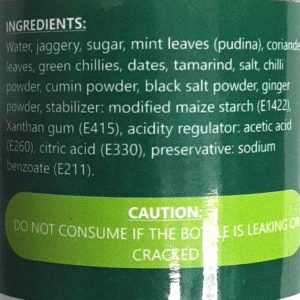 INGREDIENTS:
Water, jaggery, sugar, mint leaves (pudina), coriander
leaves, green chillies, dates, tamarind, salt, chilli
powder, cumin powder, black salt powder, ginger
powder, stabilizer: modified maize starch (E1422),
Xanthan gum (E415), acidity regulator: acetic acid
(E260), citric acid (E330), preservative: sodium
benzoate (E211).
CAUTION:
DO NOT CONSUME IF THE BOTTLE IS LEAKING OR
CRACKED